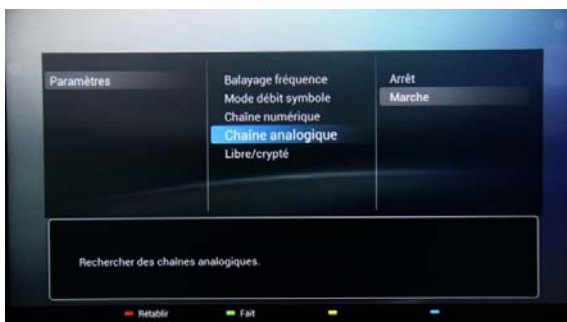 Paramètres
Balayage fréquence
Mode débit symbole
Chaîne numérique
Chaîne analogique
Libre/crypté
Arrêt
Marche
Rechercher des chaînes analogiques.
Rétablir
Fait